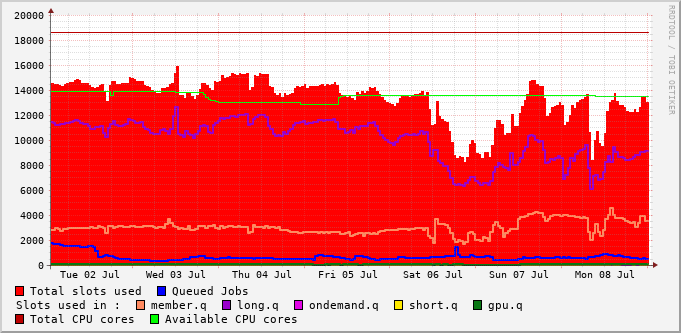 20000
18000
16000
14000
12000
10000
8000
6000
4000
2000
0
Tue 02 Jul Wed 03 Jul Thu 04 Jul Fri 05 Jul Sat 06 Jul Sun 07 Jul Mon 08 Jul
RRDTOOL / TOBI OETIKER
Total slots used Queued Jobs
Slots used in : member.q long.q ondemand.q short.q gpu.q
Total CPU cores Available CPU cores